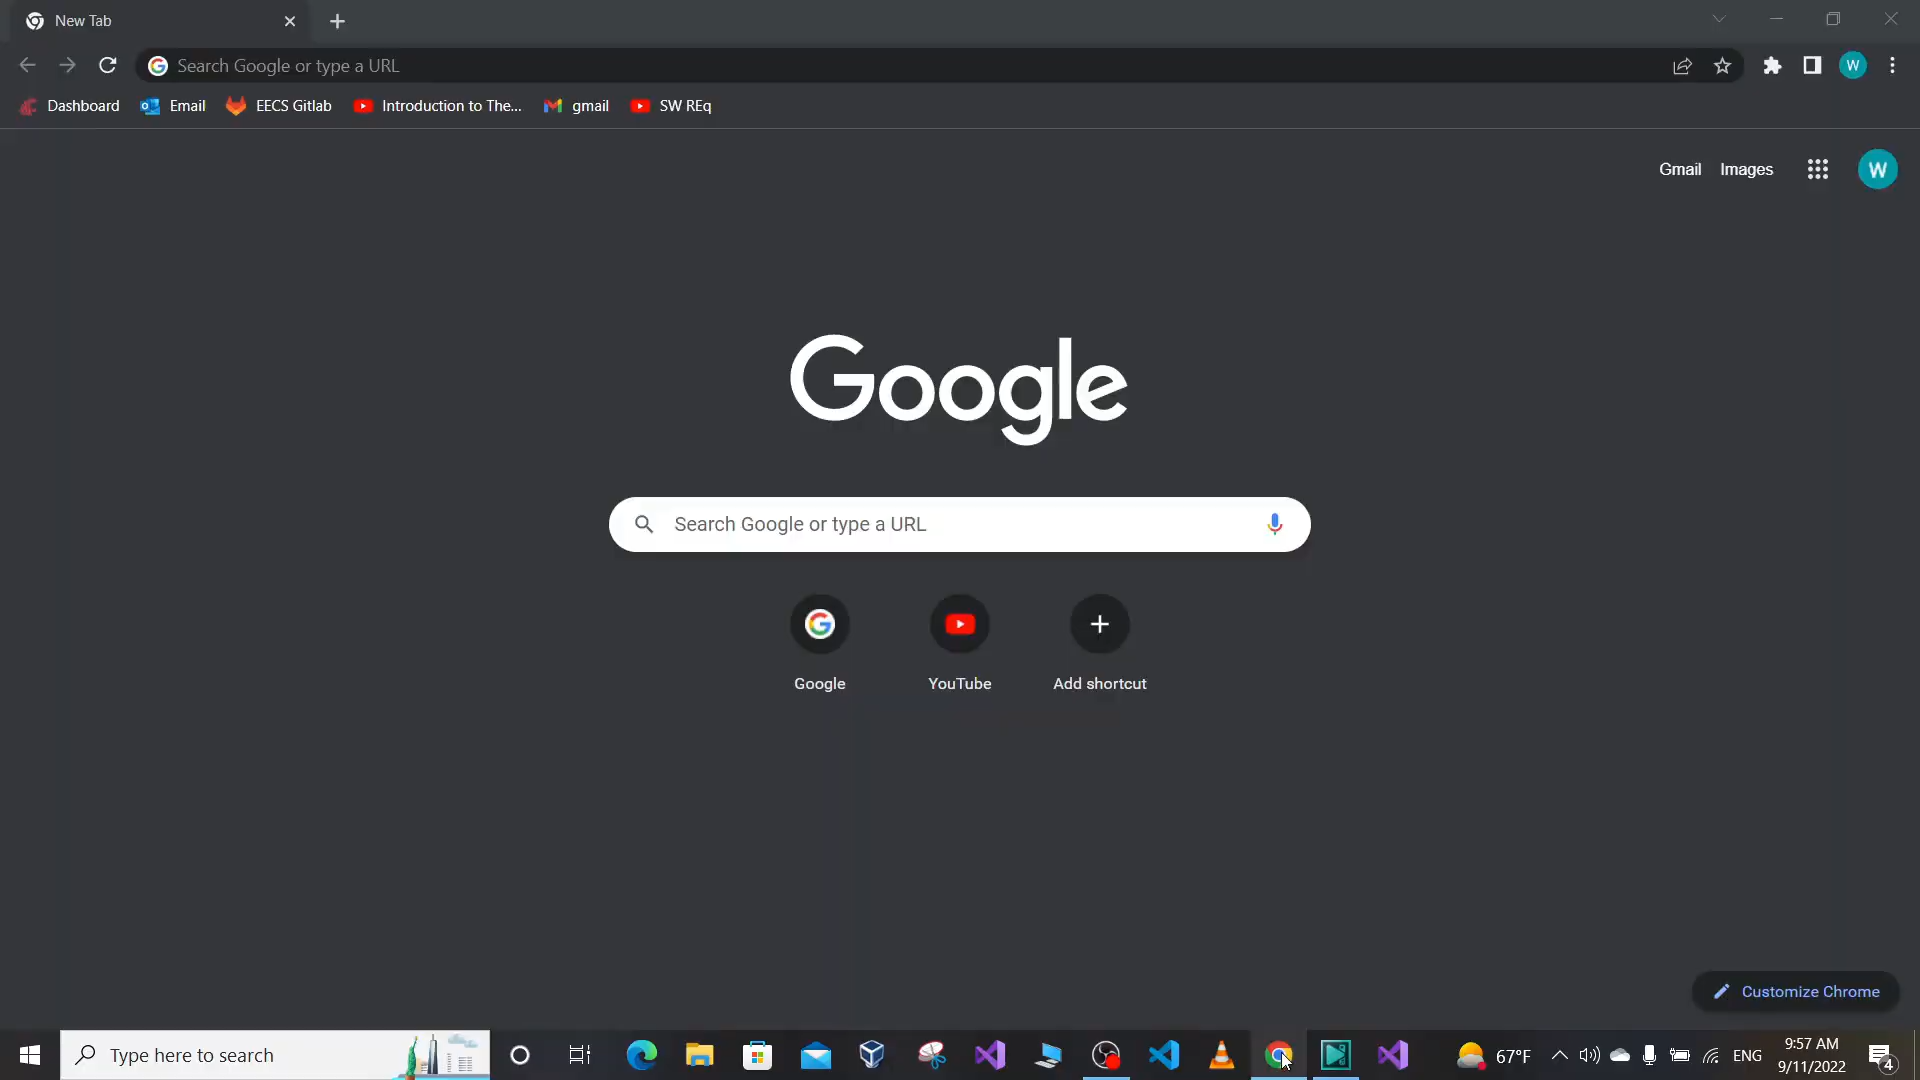 New Tab
Search Google or type a URL
Dashboard Email EECS Gitlab Introduction to The... gmail SW REq
W
Gmail Images W
Google
Search Google or type a URL
Google YouTube Add shortcut
Customize Chrome
Type here to search
67°F ENG 9:57 AM
9/11/2022
4